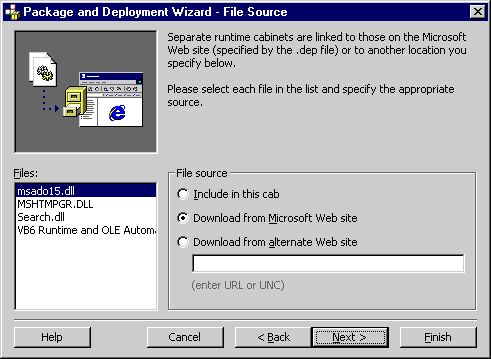 Package and Deployment Wizard - File Source
Separate runtime cabinets are linked to those on the Microsoft
Web site (specified by the .dep file) or to another location you
specify below.
Please select each file in the list and specify the appropriate
source.
Files:
msado15.dll
MSHTMPGR.DLL
Search.dll
VB6 Runtime and OLE Automa
File source
Include in this cab
Download from Microsoft Web site
Download from alternate Web site
(enter URL or UNC)
Help
Cancel
< Back
Next >
Finish